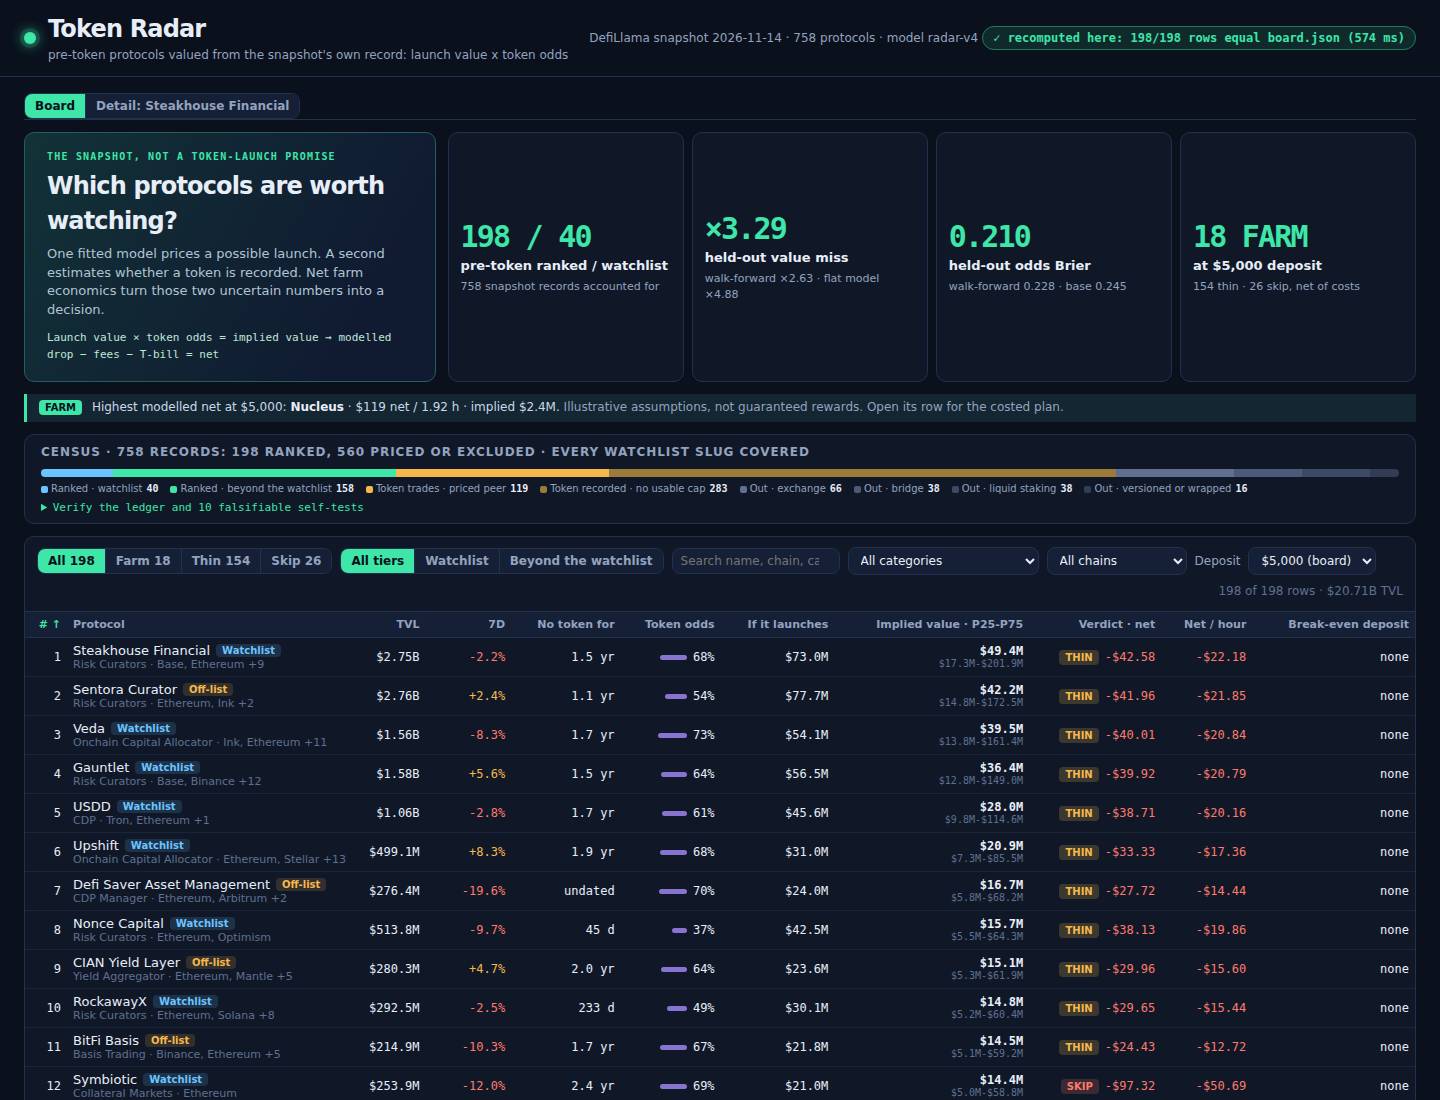 Token Radar
pre-token protocols valued from the snapshot's own record: launch value x token odds
DefiLlama snapshot 2026-11-14 · 758 protocols · model radar-v4
✓ recomputed here: 198/198 rows equal board.json (574 ms)
Board
Detail: Steakhouse Financial
THE SNAPSHOT, NOT A TOKEN-LAUNCH PROMISE
Which protocols are worth
watching?
One fitted model prices a possible launch. A second
estimates whether a token is recorded. Net farm
economics turn those two uncertain numbers into a
decision.
Launch value × token odds = implied value → modelled
drop − fees − T-bill = net
198 / 40
pre-token ranked / watchlist
758 snapshot records accounted for
×3.29
held-out value miss
walk-forward ×2.63 · flat model
×4.88
0.210
held-out odds Brier
walk-forward 0.228 · base 0.245
18 FARM
at $5,000 deposit
154 thin · 26 skip, net of costs
FARM Highest modelled net at $5,000: Nucleus · $119 net / 1.92 h · implied $2.4M. Illustrative assumptions, not guaranteed rewards. Open its row for the costed plan.
CENSUS · 758 RECORDS: 198 RANKED, 560 PRICED OR EXCLUDED · EVERY WATCHLIST SLUG COVERED
Ranked · watchlist 40 Ranked · beyond the watchlist 158 Token trades · priced peer 119 Token recorded · no usable cap 283 Out · exchange 66 Out · bridge 38 Out · liquid staking 38 Out · versioned or wrapped 16
▶ Verify the ledger and 10 falsifiable self-tests
All 198 Farm 18 Thin 154 Skip 26 All tiers Watchlist Beyond the watchlist Search name, chain, ca All categories All chains Deposit $5,000 (board)
198 of 198 rows · $20.71B TVL
# ↑ Protocol TVL 7D No token for Token odds If it launches Implied value · P25-P75 Verdict · net Net / hour Break-even deposit
1 Steakhouse Financial Watchlist $2.75B -2.2% 1.5 yr 68% $73.0M $49.4M THIN -$42.58 -$22.18 none
Risk Curators · Base, Ethereum +9 $17.3M-$201.9M
2 Sentora Curator Off-list $2.76B +2.4% 1.1 yr 54% $77.7M $42.2M THIN -$41.96 -$21.85 none
Risk Curators · Ethereum, Ink +2 $14.8M-$172.5M
3 Veda Watchlist $1.56B -8.3% 1.7 yr 73% $54.1M $39.5M THIN -$40.01 -$20.84 none
Onchain Capital Allocator · Ink, Ethereum +11 $13.8M-$161.4M
4 Gauntlet Watchlist $1.58B +5.6% 1.5 yr 64% $56.5M $36.4M THIN -$39.92 -$20.79 none
Risk Curators · Base, Binance +12 $12.8M-$149.0M
5 USDD Watchlist $1.06B -2.8% 1.7 yr 61% $45.6M $28.0M THIN -$38.71 -$20.16 none
CDP · Tron, Ethereum +1 $9.8M-$114.6M
6 Upshift Watchlist $499.1M +8.3% 1.9 yr 68% $31.0M $20.9M THIN -$33.33 -$17.36 none
Onchain Capital Allocator · Ethereum, Stellar +13 $7.3M-$85.5M
7 Defi Saver Asset Management Off-list $276.4M -19.6% undated 70% $24.0M $16.7M THIN -$27.72 -$14.44 none
CDP Manager · Ethereum, Arbitrum +2 $5.8M-$68.2M
8 Nonce Capital Watchlist $513.8M -9.7% 45 d 37% $42.5M $15.7M THIN -$38.13 -$19.86 none
Risk Curators · Ethereum, Optimism $5.5M-$64.3M
9 CIAN Yield Layer Off-list $280.3M +4.7% 2.0 yr 64% $23.6M $15.1M THIN -$29.96 -$15.60 none
Yield Aggregator · Ethereum, Mantle +5 $5.3M-$61.9M
10 RockawayX Watchlist $292.5M -2.5% 233 d 49% $30.1M $14.8M THIN -$29.65 -$15.44 none
Risk Curators · Ethereum, Solana +8 $5.2M-$60.4M
11 BitFi Basis Off-list $214.9M -10.3% 1.7 yr 67% $21.8M $14.5M THIN -$24.43 -$12.72 none
Basis Trading · Binance, Ethereum +5 $5.1M-$59.2M
12 Symbiotic Watchlist $253.9M -12.0% 2.4 yr 69% $21.0M $14.4M SKIP -$97.32 -$50.69 none
Collateral Markets · Ethereum $5.0M-$58.8M